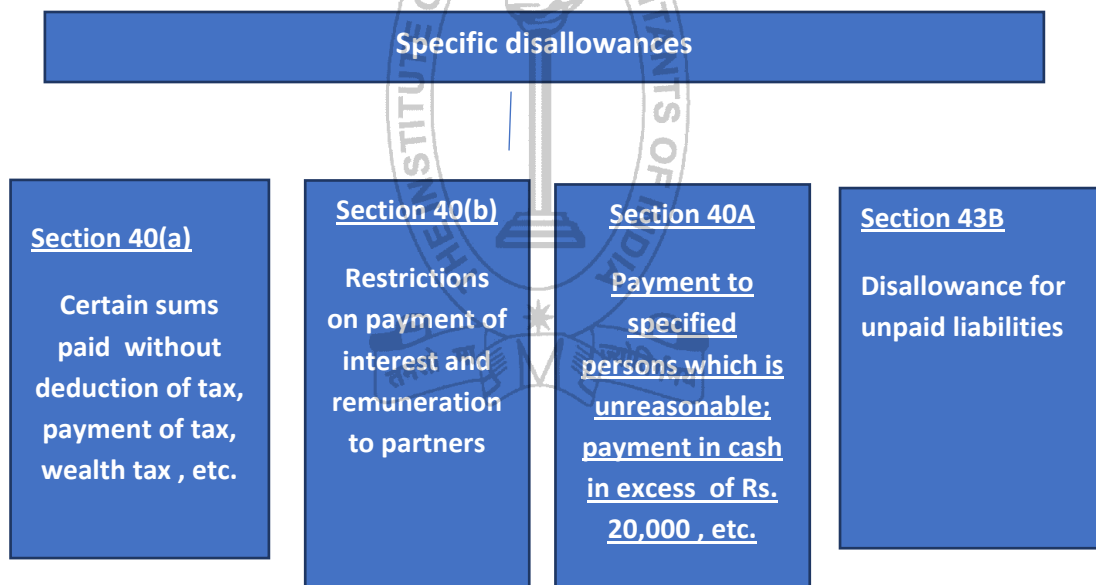 Specific disallowances
Section 40(a)
Certain sums
paid without
deduction of tax,
payment of tax,
wealth tax , etc.
Section 40(b)
Restrictions
on payment of
interest and
remuneration
to partners
Section 40A
Payment to
specified
persons which is
unreasonable;
payment in cash
in excess of Rs.
20,000 , etc.
Section 43B
Disallowance for
unpaid liabilities